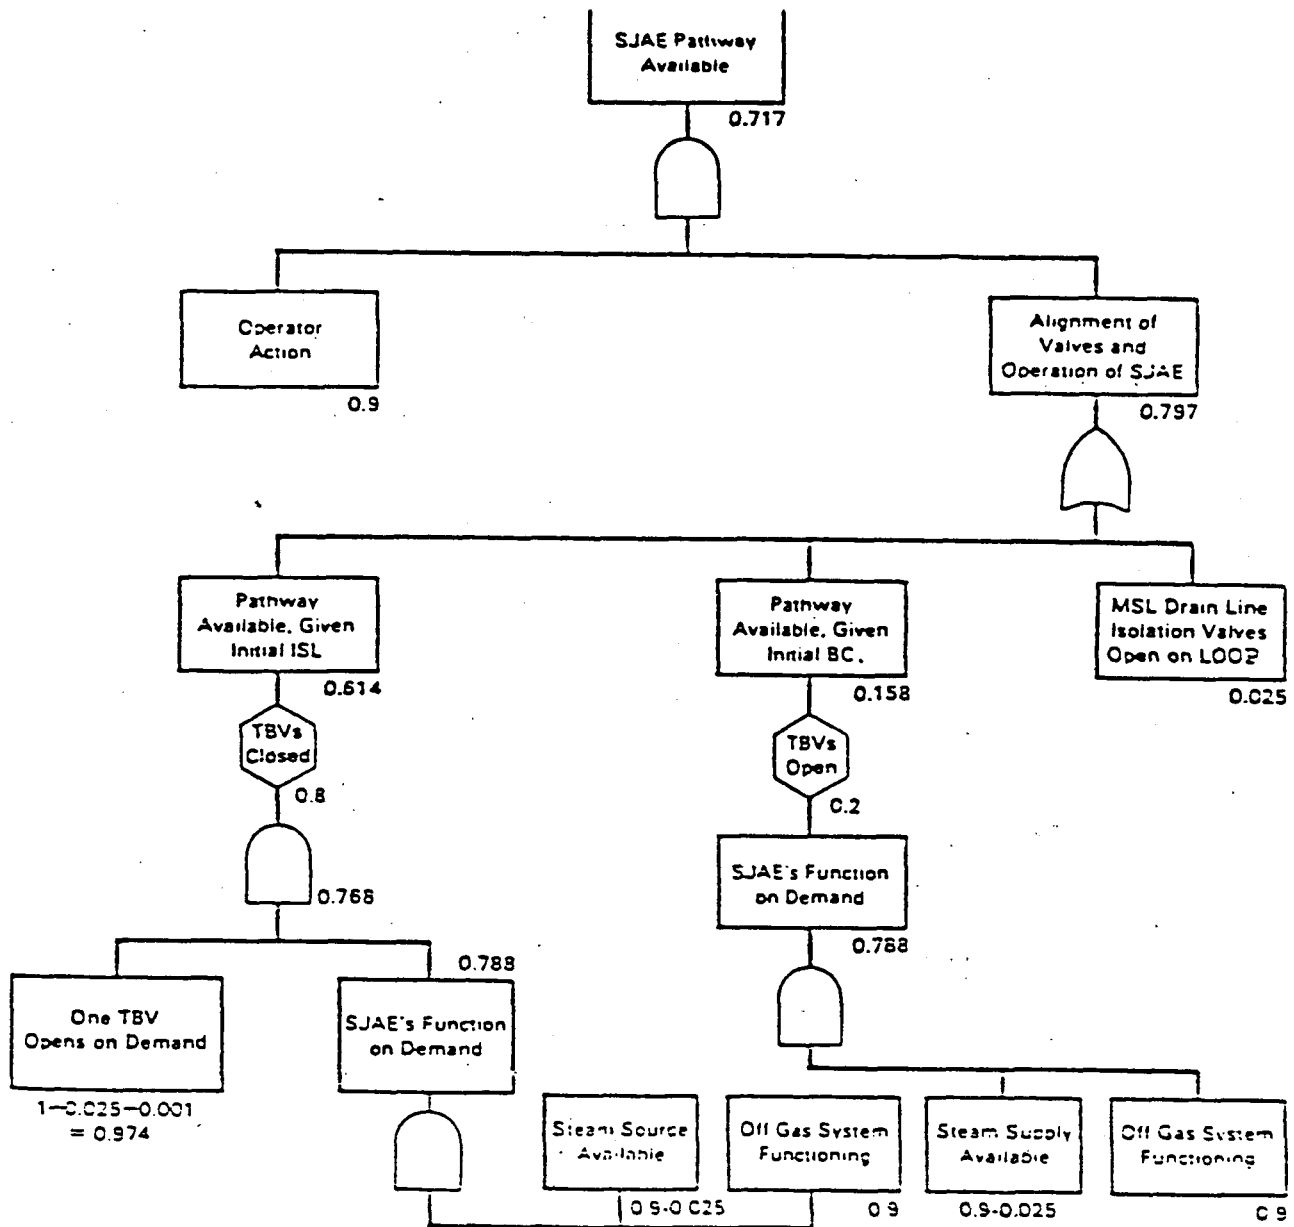 SJAE Pathway
Available
0.717
Operator
Action
0.9
Alignment of
Valves and
Operation of SJAE
0.797
Pathway
Available, Given
Initial ISL
0.614
Pathway
Available, Given
Initial BC.
0.158
MSL Drain Line
Isolation Valves
Open on LOOP
0.025
TBVs
Closed
0.8
TBVs
Open
0.2
0.768
SJAE's Function
on Demand
0.788
One TBV
Opens on Demand
1-0.025-0.001
= 0.974
0.788
SJAE's Function
on Demand
Steam Source
Available
0.9-0.025
Off Gas System
Functioning
0.9
Steam Supply
Available
0.9-0.025
Off Gas System
Functioning
0.9